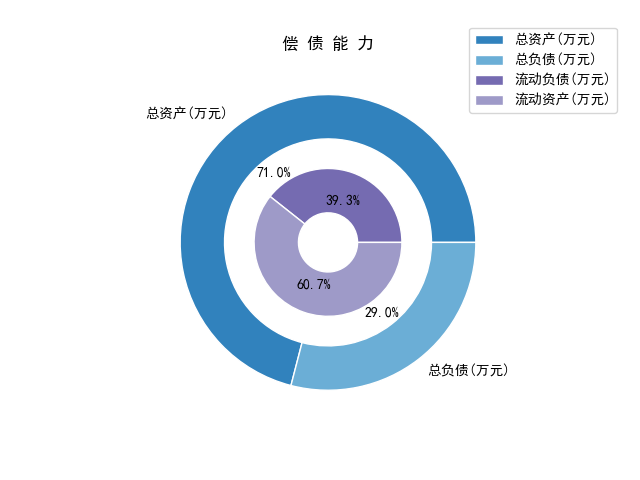 偿 债 能 力
总资产(万元)
总负债(万元)
流动负债(万元)
流动资产(万元)
总资产(万元)
71.0%
39.3%
60.7%
29.0%
总负债(万元)